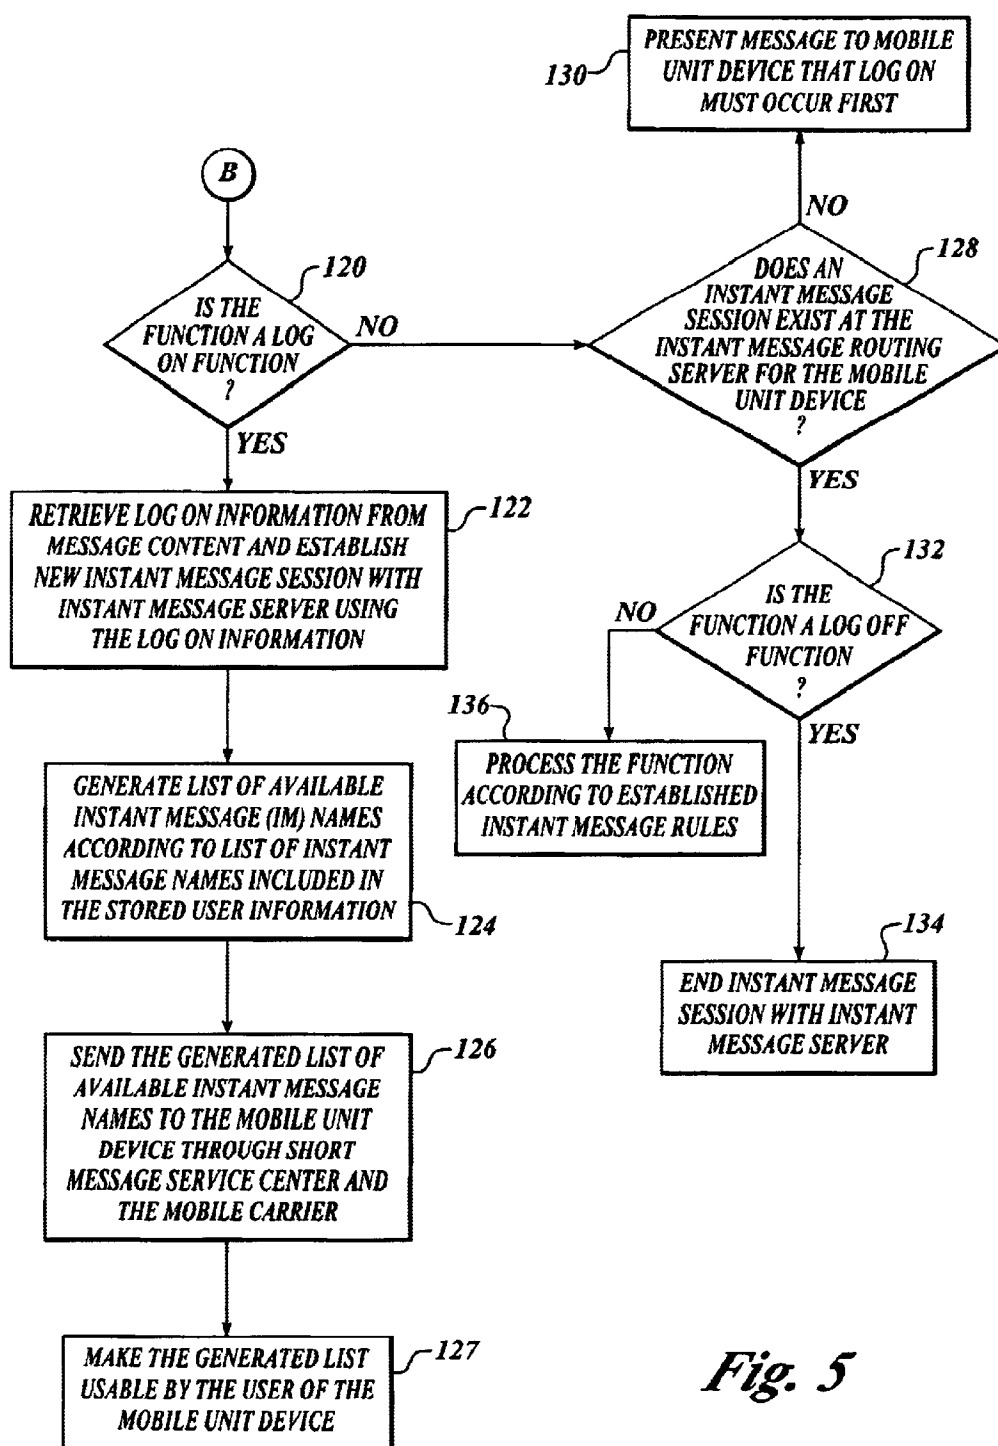 PRESENT MESSAGE TO MOBILE
UNIT DEVICE THAT LOG ON
MUST OCCUR FIRST
130
B
NO
120
IS THE
FUNCTION A LOG
ON FUNCTION
?
NO
YES
128
DOES AN
INSTANT MESSAGE
SESSION EXIST AT THE
INSTANT MESSAGE ROUTING
SERVER FOR THE MOBILE
UNIT DEVICE
?
YES
122
RETRIEVE LOG ON INFORMATION FROM
MESSAGE CONTENT AND ESTABLISH
NEW INSTANT MESSAGE SESSION WITH
INSTANT MESSAGE SERVER USING
THE LOG ON INFORMATION
132
IS THE
FUNCTION A LOG OFF
FUNCTION
?
NO
YES
136
PROCESS THE FUNCTION
ACCORDING TO ESTABLISHED
INSTANT MESSAGE RULES
GENERATE LIST OF AVAILABLE
INSTANT MESSAGE (IM) NAMES
ACCORDING TO LIST OF INSTANT
MESSAGE NAMES INCLUDED IN
THE STORED USER INFORMATION
124
134
END INSTANT MESSAGE
SESSION WITH INSTANT
MESSAGE SERVER
126
SEND THE GENERATED LIST OF
AVAILABLE INSTANT MESSAGE
NAMES TO THE MOBILE UNIT
DEVICE THROUGH SHORT
MESSAGE SERVICE CENTER AND
THE MOBILE CARRIER
127
MAKE THE GENERATED LIST
USABLE BY THE USER OF THE
MOBILE UNIT DEVICE
Fig. 5